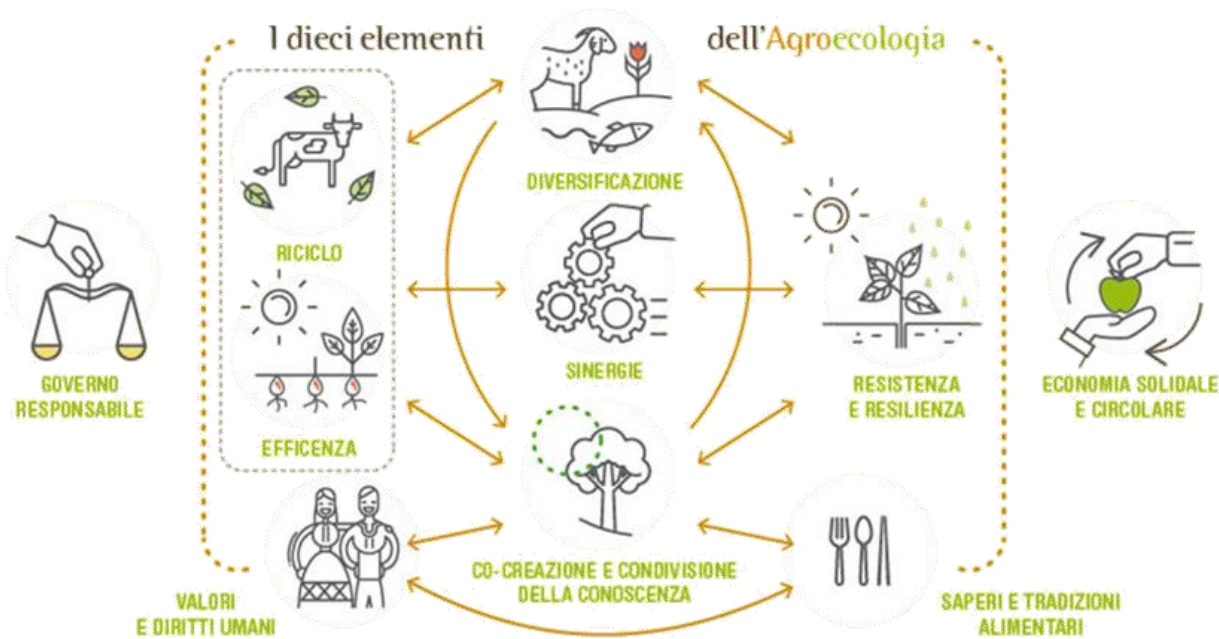 I dieci elementi dell'Agroecologia
DIVERSIFICAZIONE
RICICLO
SINERGIE
EFFICENZA
GOVERNO
RESPONSABILE
RESISTENZA
E RESILIENZA
ECONOMIA SOLIDALE
E CIRCOLARE
CO-CREAZIONE E CONDIVISIONE
DELLA CONOSCENZA
VALORI
E DIRITTI UMANI
SAPERI E TRADIZIONI
ALIMENTARI